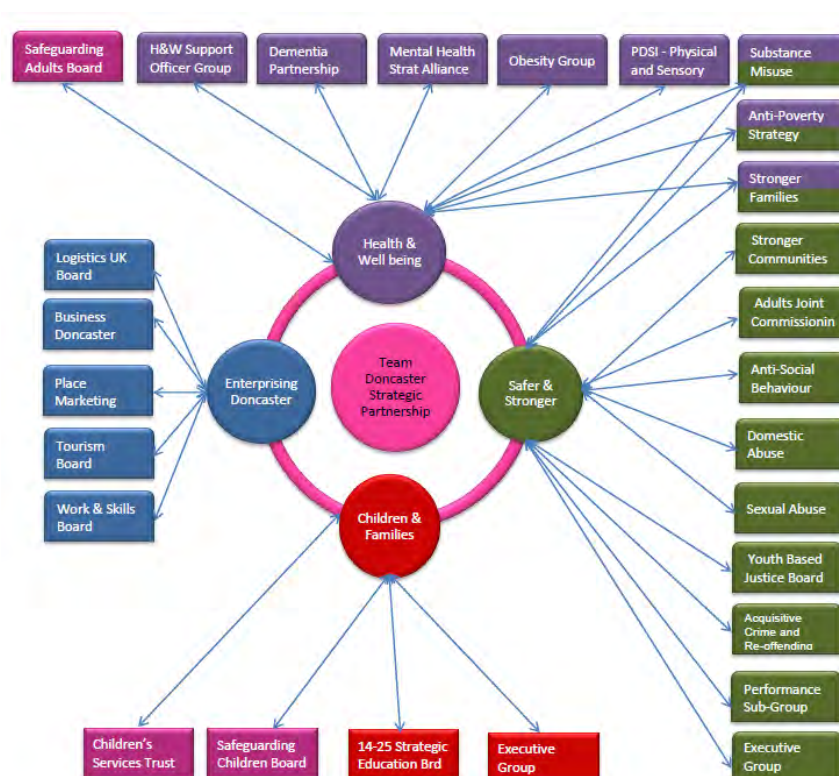 Safeguarding
Adults Board
H&W Support
Officer Group
Dementia
Partnership
Mental Health
Strat Alliance
Obesity Group
PDSI - Physical
and Sensory
Substance
Misuse
Anti-Poverty
Strategy
Stronger
Families
Stronger
Communities
Adults Joint
Commissionin
Anti-Social
Behaviour
Domestic
Abuse
Sexual Abuse
Youth Based
Justice Board
Acquisitive
Crime and
Re-offending
Performance
Sub-Group
Executive
Group
Health &
Well being
Logistics UK
Board
Business
Doncaster
Place
Marketing
Tourism
Board
Work & Skills
Board
Enterprising
Doncaster
Team
Doncaster
Strategic
Partnership
Safer &
Stronger
Children &
Families
Children's
Services Trust
Safeguarding
Children Board
14-25 Strategic
Education Brd
Executive
Group